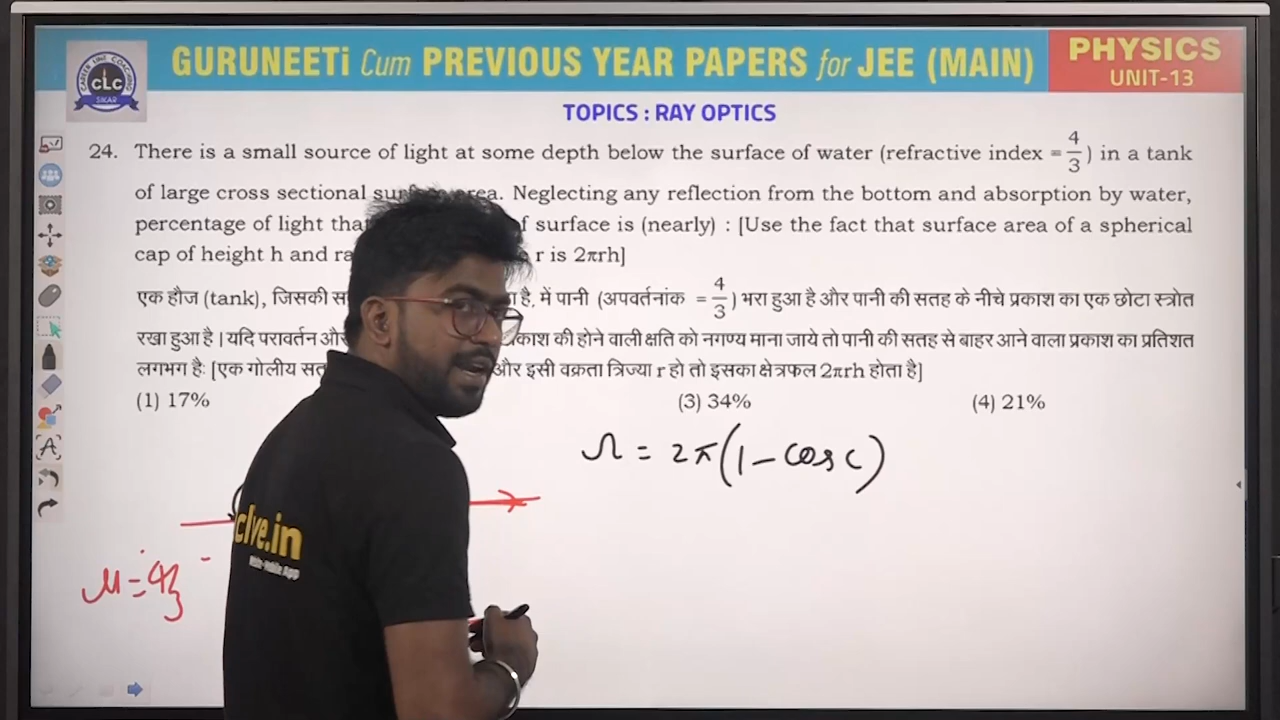 GURUNEETi Cum PREVIOUS YEAR PAPERS for JEE (MAIN)
PHYSICS
UNIT-13
CLC
SIKAR
TOPICS : RAY OPTICS
24. There is a small source of light at some depth below the surface of water (refractive index = 4/3) in a tank
of large cross sectional surface area. Neglecting any reflection from the bottom and absorption by water,
percentage of light that f surface is (nearly) : [Use the fact that surface area of a spherical
cap of height h and ra r is 2πrh]
एक हौज (tank), जिसकी स है, में पानी (अपवर्तनांक = 4/3) भरा हुआ है और पानी की सतह के नीचे प्रकाश का एक छोटा स्त्रोत
रखा हुआ है। यदि परावर्तन और काश की होने वाली क्षति को नगण्य माना जाये तो पानी की सतह से बाहर आने वाला प्रकाश का प्रतिशत
लगभग है: [एक गोलीय सत और इसी वक्रता त्रिज्या r हो तो इसका क्षेत्रफल 2πrh होता है]
(1) 17% (3) 34% (4) 21%
Ω = 2π(1 - cos c)
μ = 4/3
clve.in